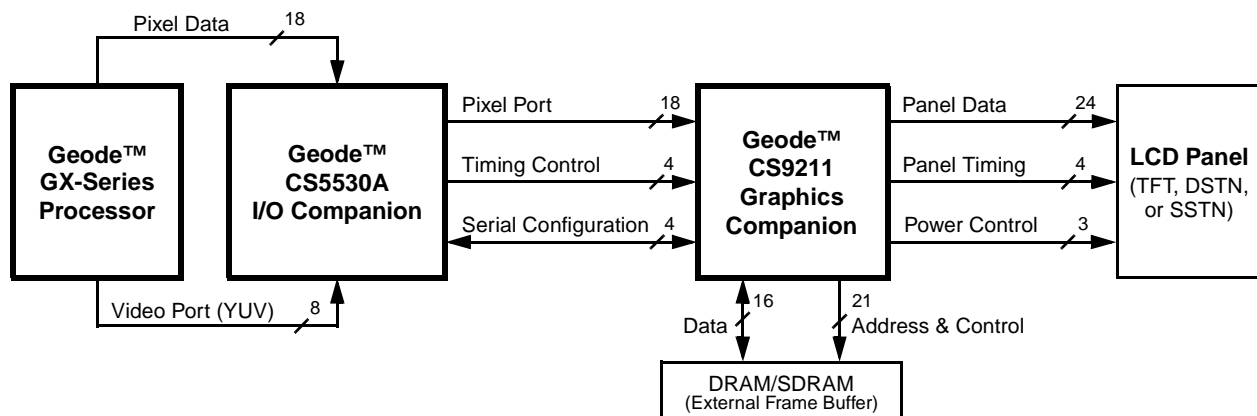 Pixel Data
18
Geode™
GX-Series
Processor
Geode™
CS5530A
I/O Companion
Video Port (YUV)
8
Pixel Port
18
Timing Control
4
Serial Configuration
4
Geode™
CS9211
Graphics
Companion
Panel Data
24
Panel Timing
4
Power Control
3
LCD Panel
(TFT, DSTN,
or SSTN)
16
Data
21
Address & Control
DRAM/SDRAM
(External Frame Buffer)